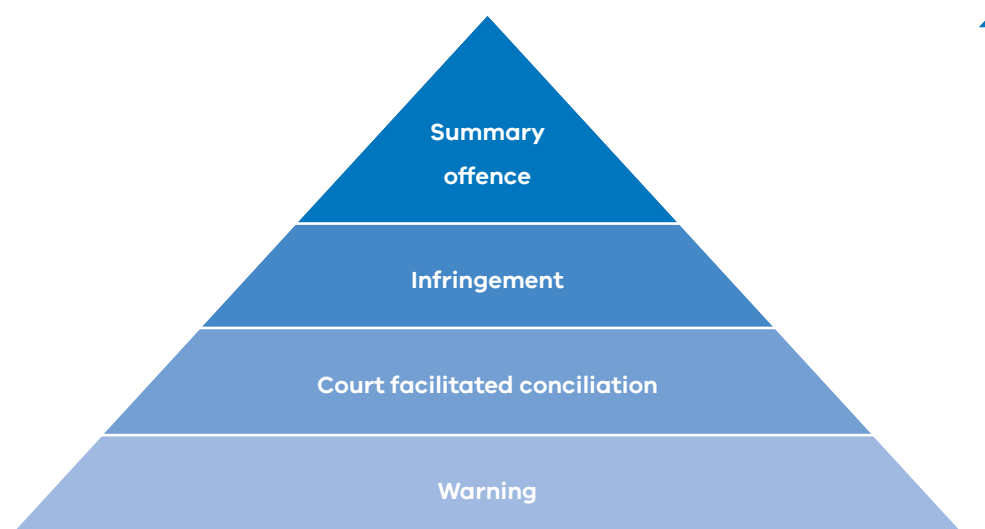 Summary
offence
Infringement
Court facilitated conciliation
Warning